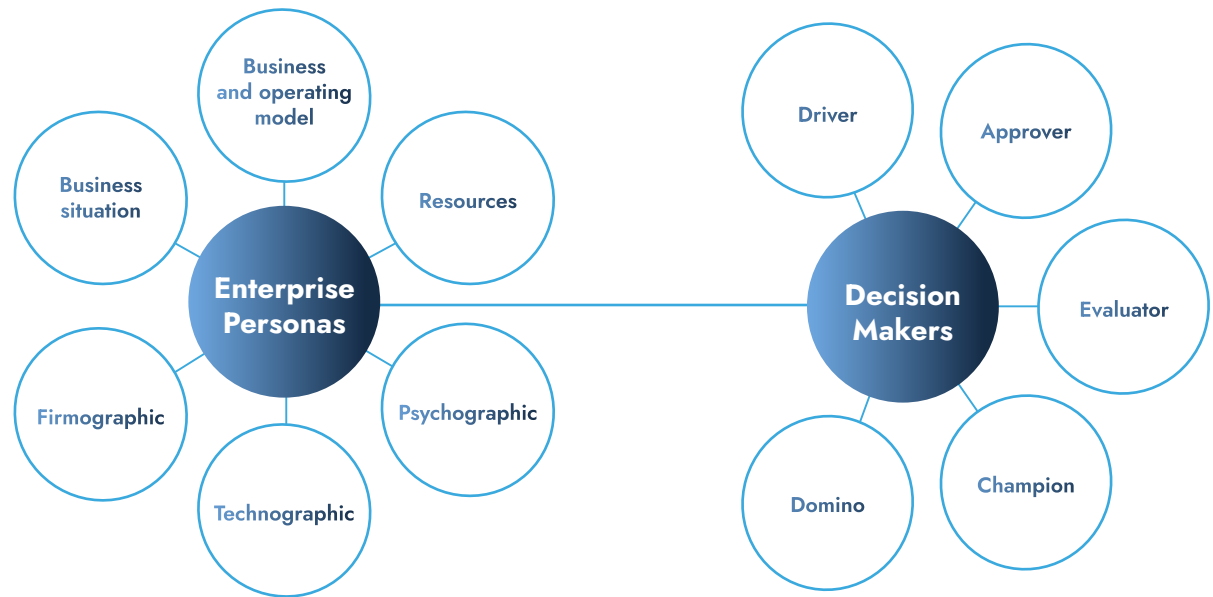 Business
and operating
model
Business
situation
Resources
Enterprise
Personas
Firmographic
Psychographic
Technographic
Driver
Approver
Decision
Makers
Evaluator
Domino
Champion